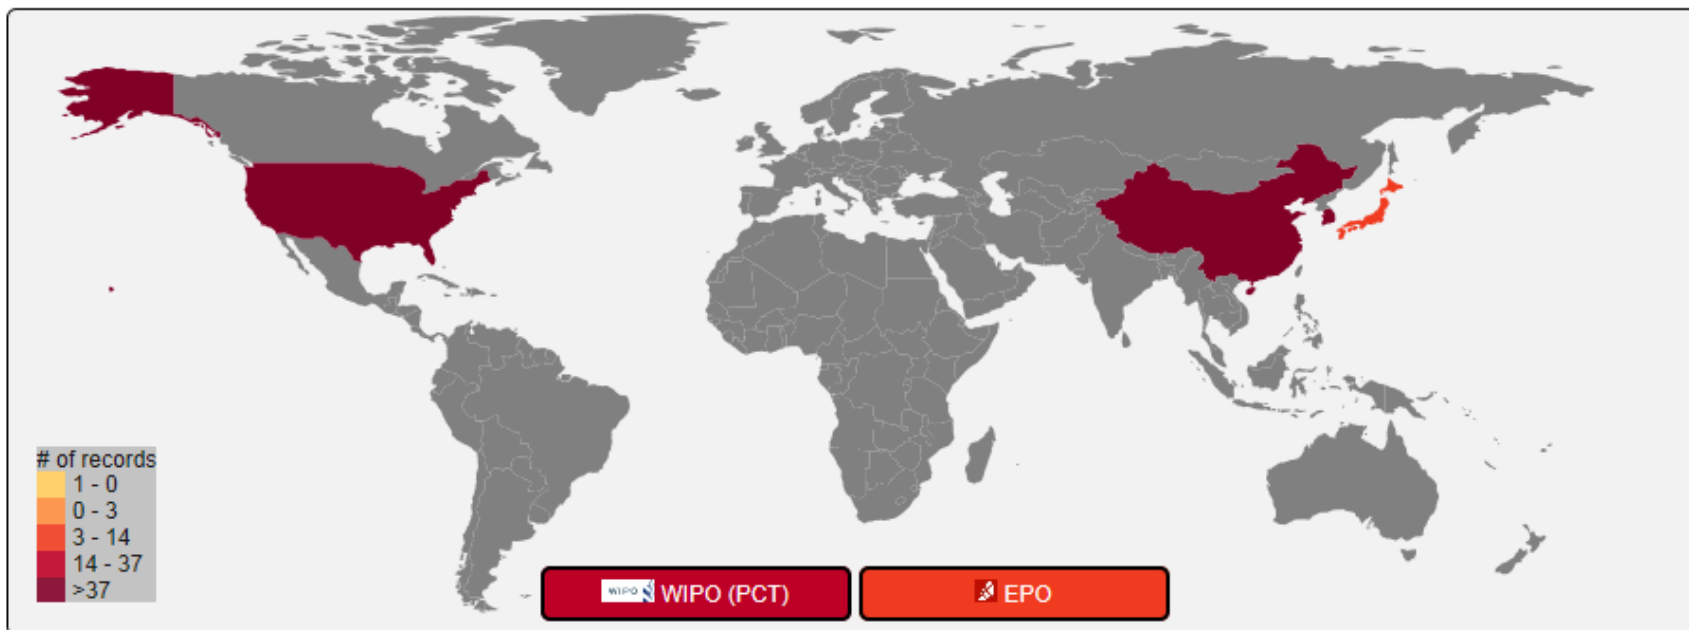 # of records
1 - 0
0 - 3
3 - 14
14 - 37
>37
WIPO WIPO (PCT)
EPO